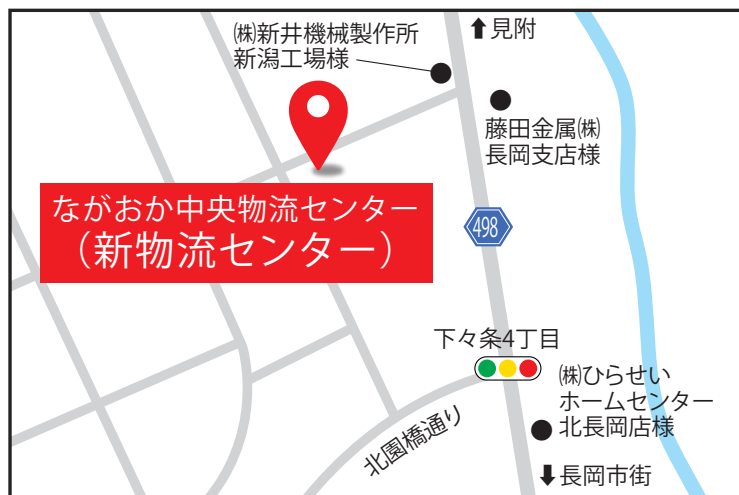 ㈱新井機械製作所
新潟工場様
⬆見附
藤田金属㈱
長岡支店様
ながおか中央物流センター
（新物流センター）
498
下々条4丁目
㈱ひらせい
ホームセンター
北長岡店様
北園橋通り
⬇長岡市街